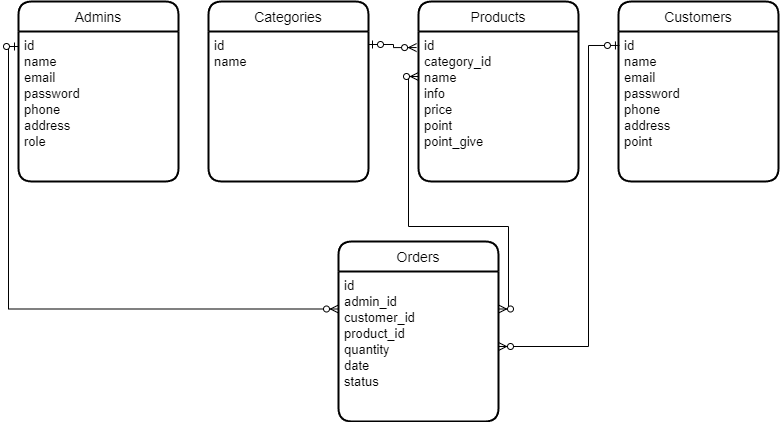 Admins
id
name
email
password
phone
address
role
Categories
id
name
Products
id
category_id
name
info
price
point
point_give
Customers
id
name
email
password
phone
address
point
Orders
id
admin_id
customer_id
product_id
quantity
date
status